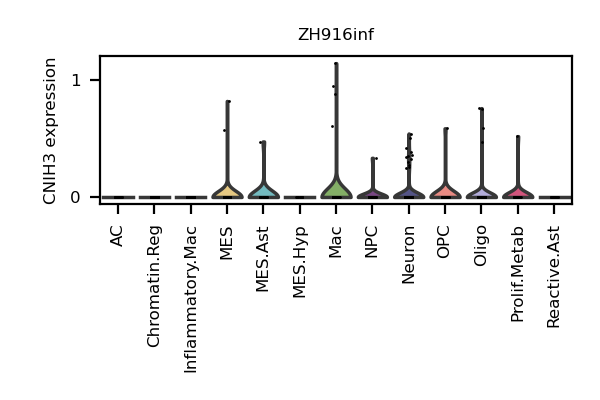 ZH916inf
CNIH3 expression
1
0
AC
Chromatin.Reg
Inflammatory.Mac
MES
MES.Ast
MES.Hyp
Mac
NPC
Neuron
OPC
Oligo
Prolif.Metab
Reactive.Ast